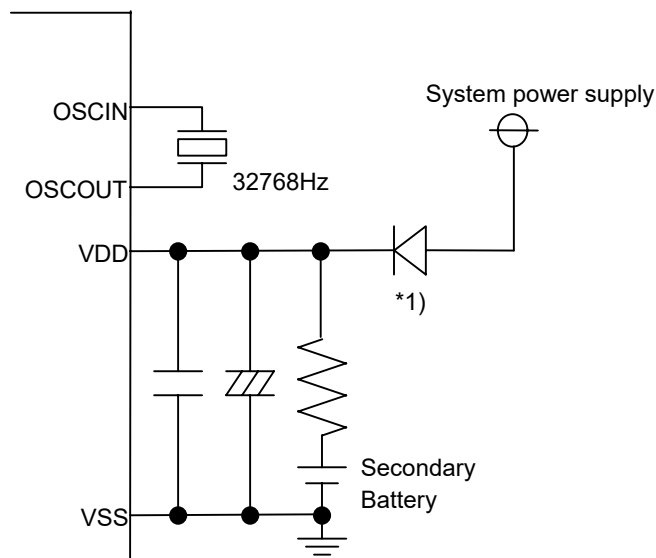 System power supply
OSCIN
OSCOUT
32768Hz
VDD
*1)
Secondary
Battery
VSS